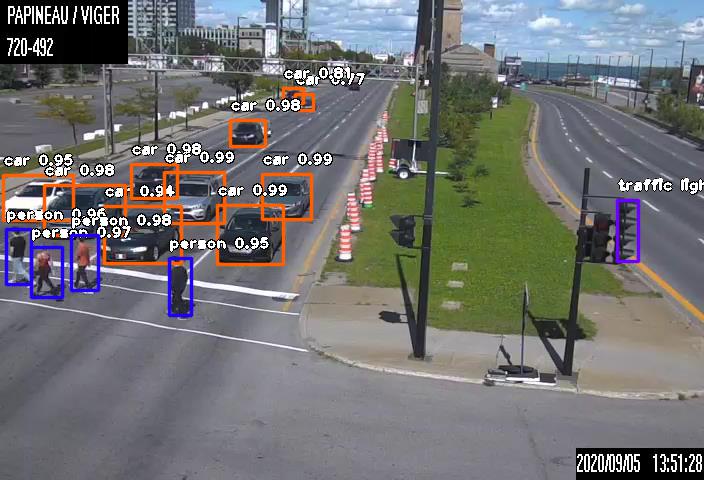 PAPINEAU / VIGER
720-492
car 0.81
car 0.77
car 0.98
car 0.98
car 0.95
car 0.98
car 0.99
car 0.94
car 0.99
car 0.99
traffic ligh
person 0.96
person 0.98
person 0.97
person 0.95
2020/09/05 13:51:28